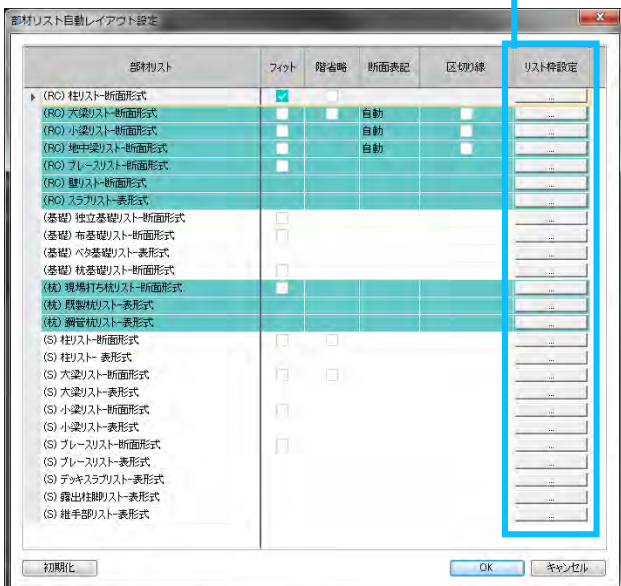 部材リスト自動レイアウト設定
部材リスト フィット 階省略 断面表記 区切り線 リスト枠設定
(RC) 柱リスト-断面形式 ...
(RC) 大梁リスト-断面形式 自動 ...
(RC) 小梁リスト-断面形式 自動 ...
(RC) 地中梁リスト-断面形式 自動 ...
(RC) ブレースリスト-断面形式 ...
(RC) 壁リスト-断面形式 ...
(RC) スラブリスト-表形式 ...
(基礎) 独立基礎リスト-断面形式 ...
(基礎) 布基礎リスト-断面形式 ...
(基礎) ベタ基礎リスト-表形式 ...
(基礎) 杭基礎リスト-断面形式 ...
(杭) 現場打ち杭リスト-断面形式 ...
(杭) 既製杭リスト-表形式 ...
(杭) 鋼管杭リスト-表形式 ...
(S) 柱リスト-断面形式 ...
(S) 柱リスト- 表形式 ...
(S) 大梁リスト-断面形式 ...
(S) 大梁リスト-表形式 ...
(S) 小梁リスト-断面形式 ...
(S) 小梁リスト-表形式 ...
(S) ブレースリスト-断面形式 ...
(S) ブレースリスト-表形式 ...
(S) デッキスラブリスト-表形式 ...
(S) 露出柱脚リスト-表形式 ...
(S) 継手部リスト-表形式 ...
初期化 OK キャンセル